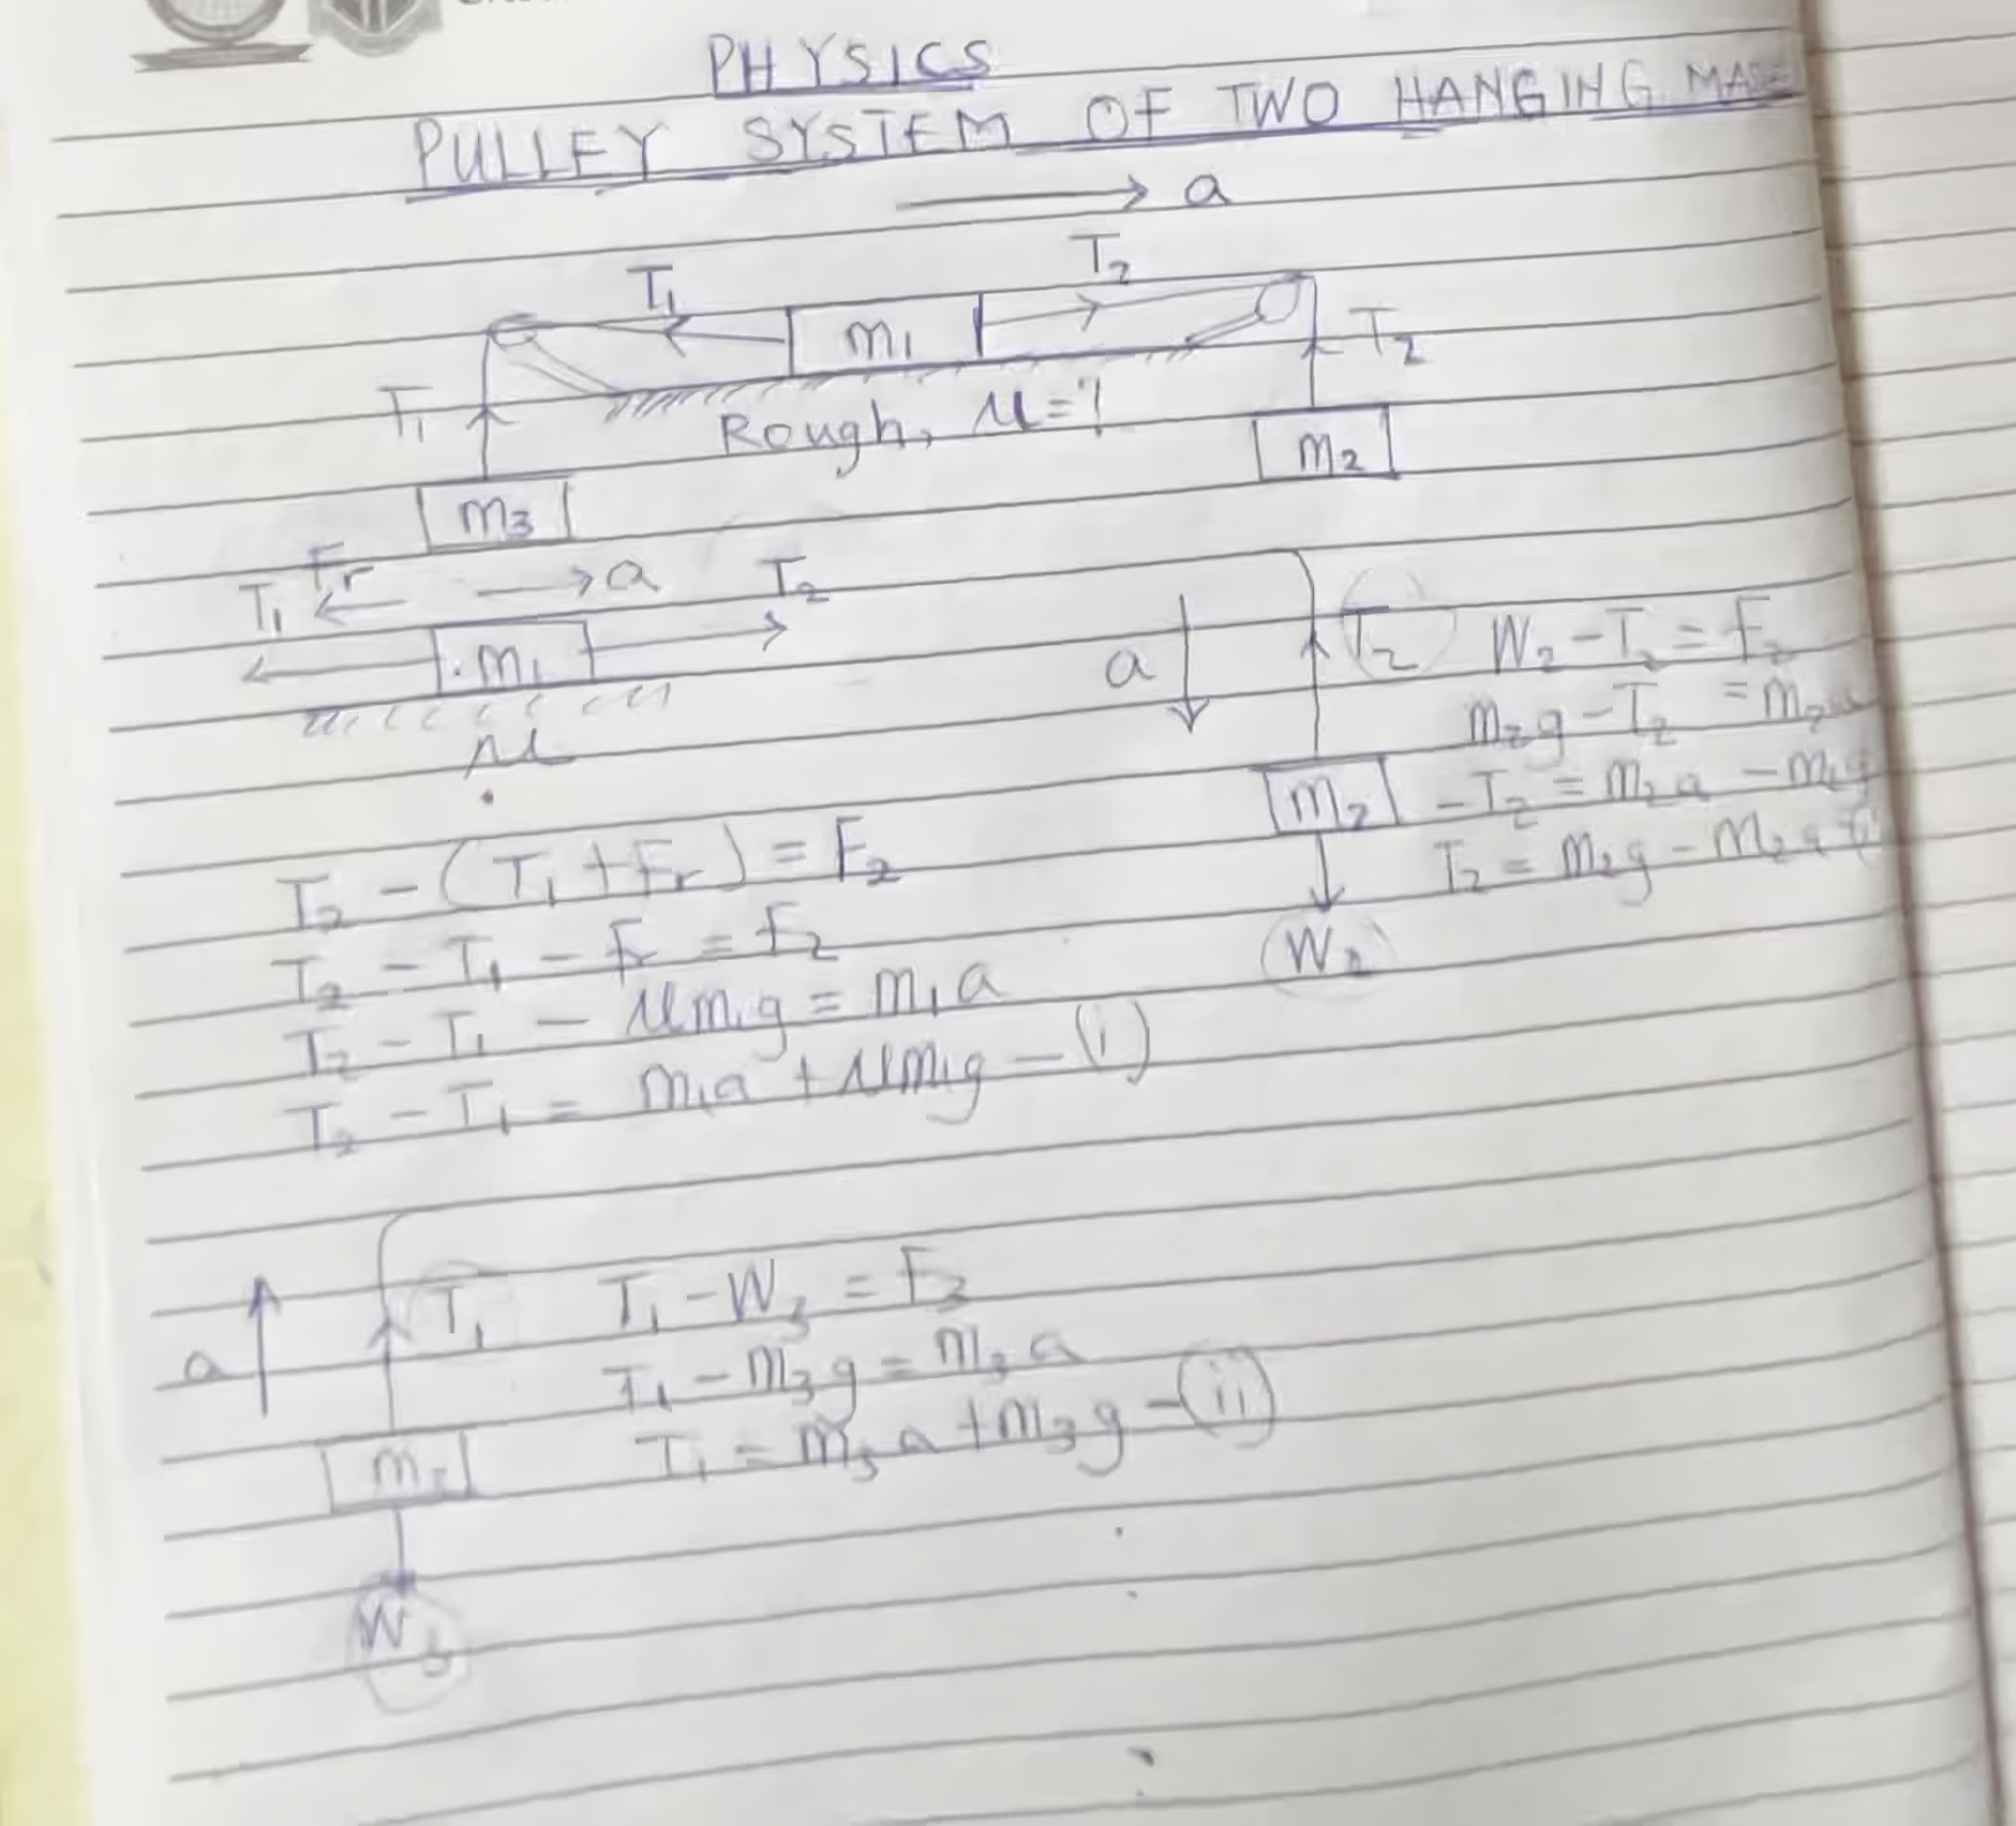 PHYSICS
PULLEY SYSTEM OF TWO HANGING
→ a
T₁ T₂
m₁
T₁ T₂
Rough, μ = ?
m₂
m₃
T₁ Fr → a T₂
m₁
μ
a T₂ W₂ - T₂ = F₂
m₂g - T₂ = m₂a
m₂ - T₂ = m₂a - m₂g
T₂ = m₂g - m₂a
W₂
T₂ - (T₁ + Fr) = F₂
T₂ - T₁ - Fr = F₂
T₂ - T₁ - μm₁g = m₁a
T₂ - T₁ = m₁a + μm₁g - (i)
T₁ T₁ - W₃ = F₃
a T₁ - m₃g = m₃a
T₁ = m₃a + m₃g - (ii)
m₃
W₃